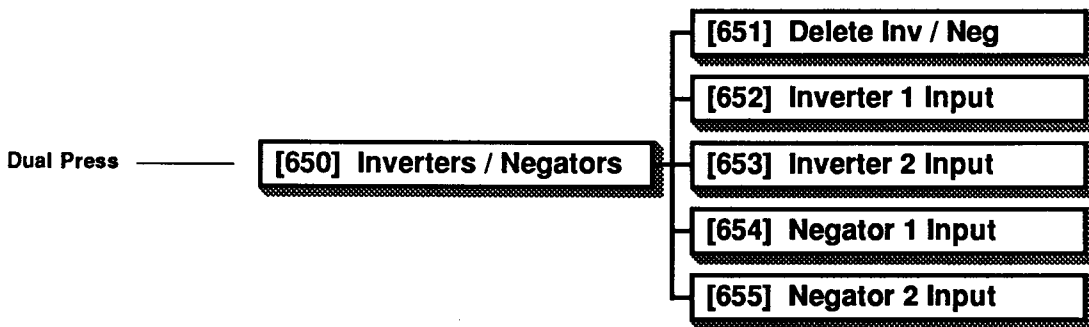 [651] Delete Inv / Neg
[652] Inverter 1 Input
Dual Press
[650] Inverters / Negators
[653] Inverter 2 Input
[654] Negator 1 Input
[655] Negator 2 Input